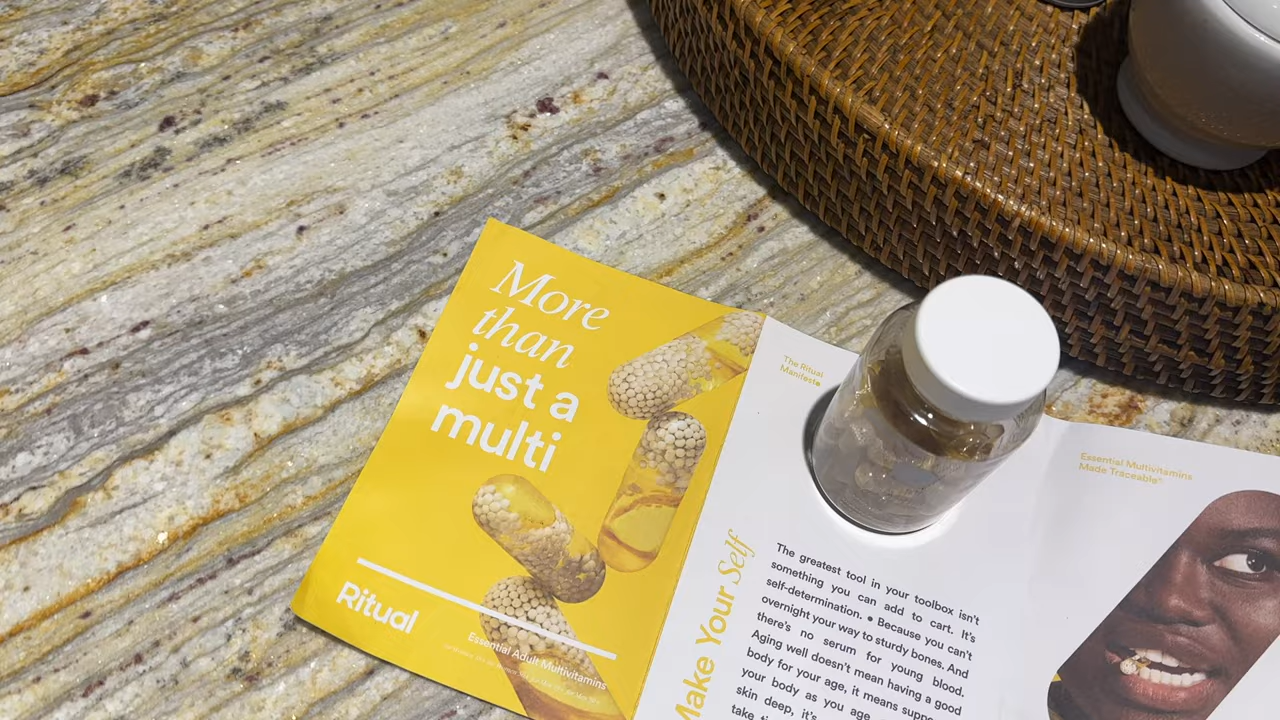 More
than
just a
multi
Ritual
Essential Adult Multivitamins
The Ritual
Manifesto
Make Your Self
The greatest tool in your toolbox isn't
something you can add to cart. It's
self-determination. • Because you can't
overnight your way to sturdy bones. And
there's no serum for young blood.
Aging well doesn't mean having a good
body for your age, it means
your body as you age
skin deep, it's
Essential Multivitamins
Made Traceable